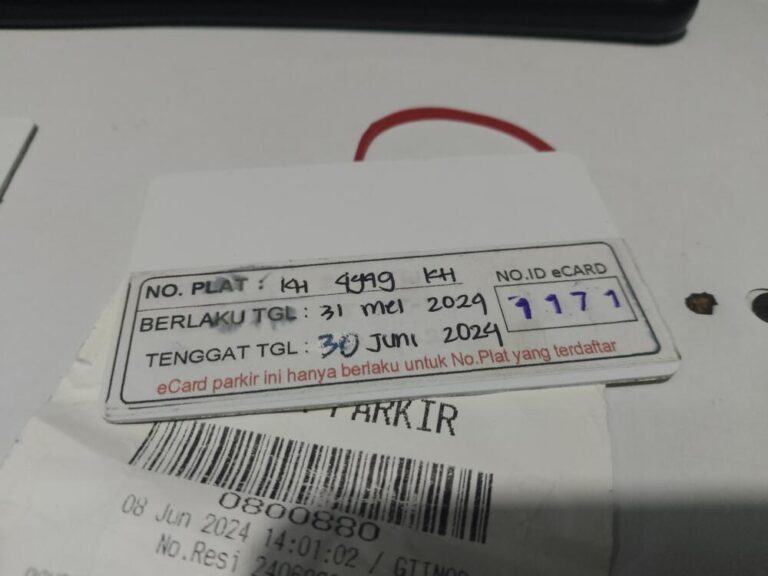 NO. PLAT : KH 4949 KH
NO.ID eCARD
BERLAKU TGL : 31 mei 2024
1171
TENGGAT TGL : 30 Juni 2024
eCard parkir ini hanya berlaku untuk No.Plat yang terdaftar
PARKIR
0800880
08 Jun 2024 14:01:02 /
No.Resi